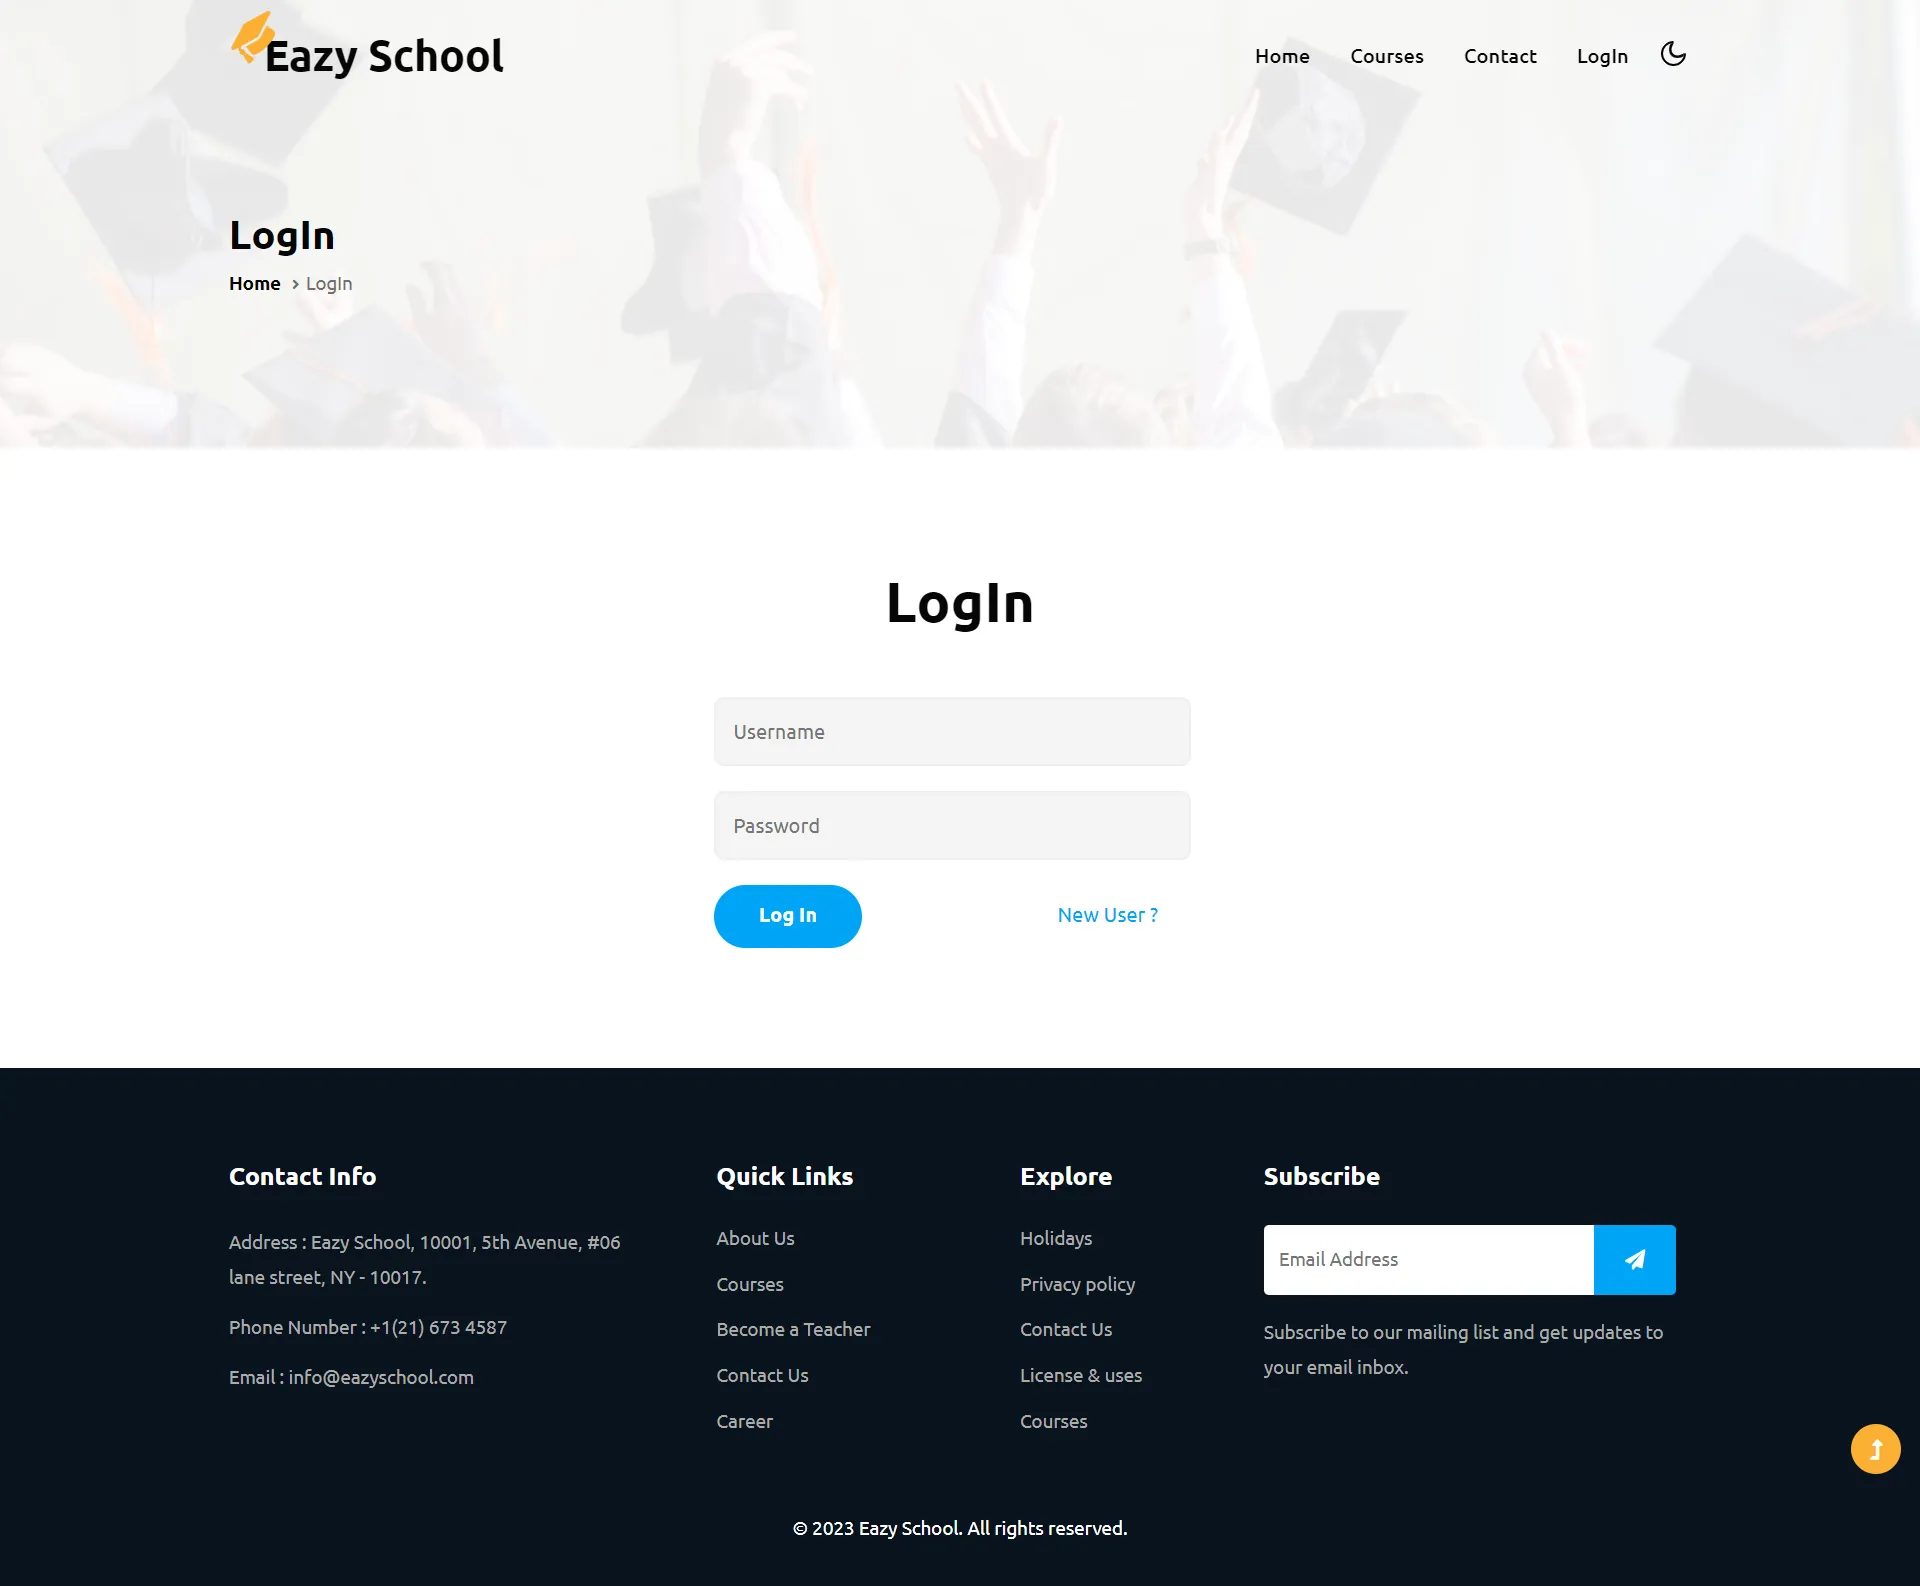 Eazy School
Home
Courses
Contact
LogIn
LogIn
Home > LogIn
LogIn
Username
Password
Log In
New User ?
Contact Info
Address : Eazy School, 10001, 5th Avenue, #06
lane street, NY - 10017.
Phone Number : +1(21) 673 4587
Email : info@eazyschool.com
Quick Links
About Us
Courses
Become a Teacher
Contact Us
Career
Explore
Holidays
Privacy policy
Contact Us
License & uses
Courses
Subscribe
Email Address
Subscribe to our mailing list and get updates to
your email inbox.
© 2023 Eazy School. All rights reserved.